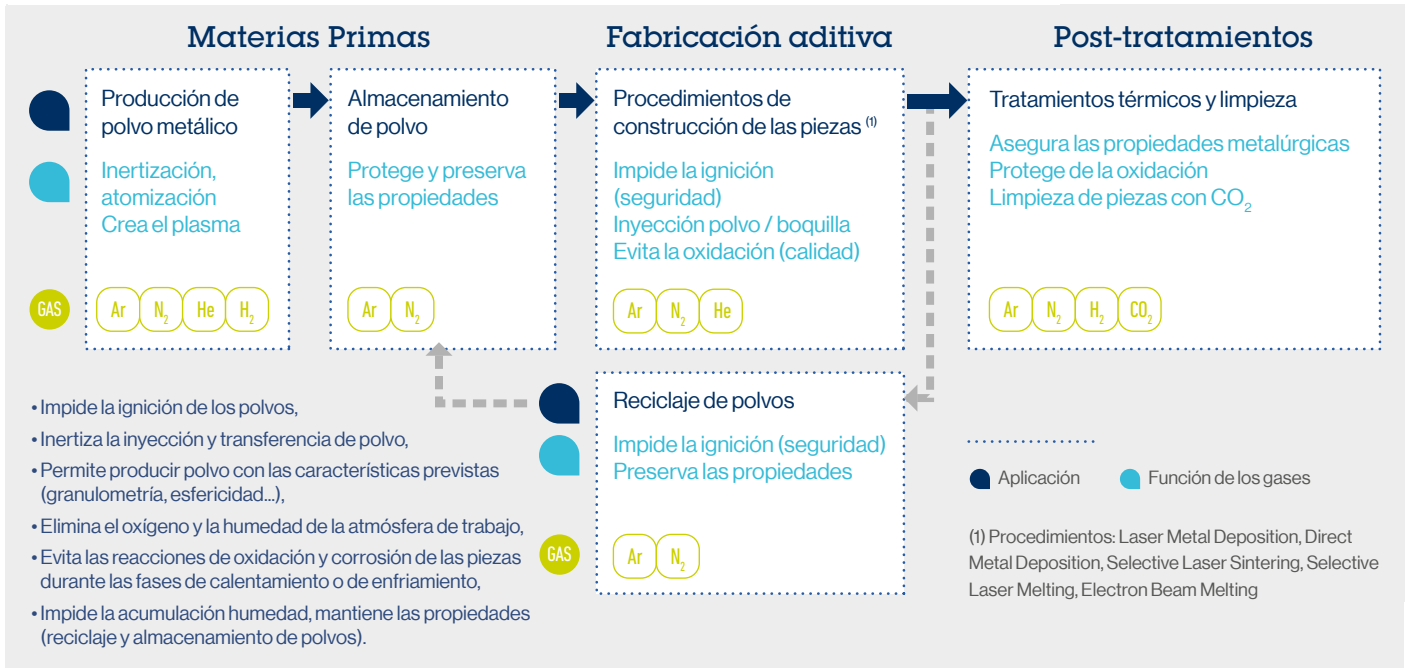 Materias Primas
Fabricación aditiva
Post-tratamientos
Producción de
polvo metálico
Inertización,
atomización
Crea el plasma
GAS
Ar N₂ He H₂
Almacenamiento
de polvo
Protege y preserva
las propiedades
Ar N₂
Procedimientos de
construcción de las piezas (1)
Impide la ignición
(seguridad)
Inyección polvo / boquilla
Evita la oxidación (calidad)
Ar N₂ He
Tratamientos térmicos y limpieza
Asegura las propiedades metalúrgicas
Protege de la oxidación
Limpieza de piezas con CO₂
Ar N₂ H₂ CO₂
Reciclaje de polvos
Impide la ignición (seguridad)
Preserva las propiedades
GAS
Ar N₂
• Impide la ignición de los polvos,
• Inertiza la inyección y transferencia de polvo,
• Permite producir polvo con las características previstas
(granulometría, esfericidad...),
• Elimina el oxígeno y la humedad de la atmósfera de trabajo,
• Evita las reacciones de oxidación y corrosión de las piezas
durante las fases de calentamiento o de enfriamiento,
• Impide la acumulación humedad, mantiene las propiedades
(reciclaje y almacenamiento de polvos).
Aplicación
Función de los gases
(1) Procedimientos: Laser Metal Deposition, Direct
Metal Deposition, Selective Laser Sintering, Selective
Laser Melting, Electron Beam Melting